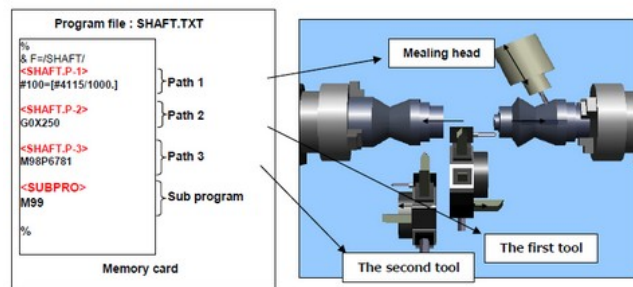 Program file : SHAFT.TXT
%
& F=/SHAFT/
<SHAFT.P-1>
#100=[#4115/1000.]
Path 1
<SHAFT.P-2>
G0X250
Path 2
<SHAFT.P-3>
M98P6781
Path 3
<SUBPRO>
M99
Sub program
%
Memory card
Mealing head
The first tool
The second tool